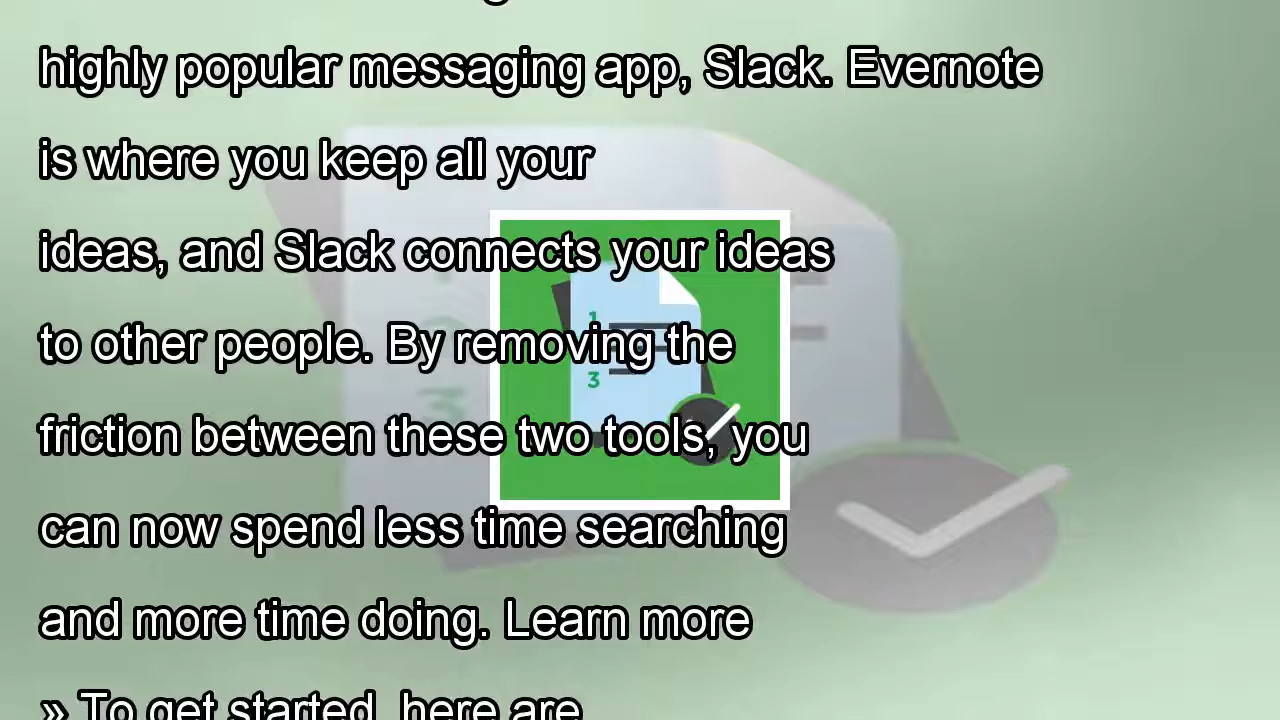 highly popular messaging app, Slack. Evernote
is where you keep all your
ideas, and Slack connects your ideas
to other people. By removing the
friction between these two tools, you
can now spend less time searching
and more time doing. Learn more
» To get started, here are
1
3